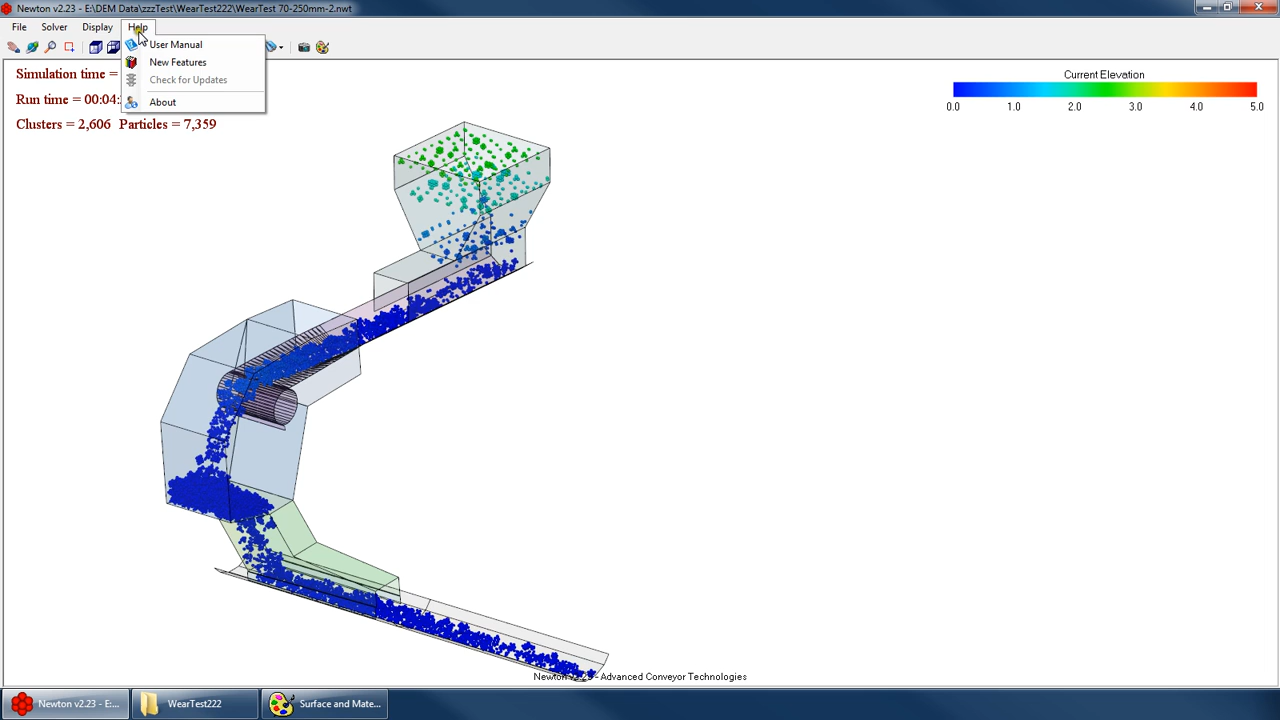 Newton v2.23 - E:\DEM Data\zzzTest\WearTest222\WearTest 70-250mm-2.nwt
File Solver Display Help
User Manual
New Features
Check for Updates
About
Simulation time =
Run time = 00:04:
Clusters = 2,606 Particles = 7,359
Current Elevation
0.0 1.0 2.0 3.0 4.0 5.0
Newton v2.23 - Advanced Conveyor Technologies
Newton v2.23 - E:... WearTest222 Surface and Mate...